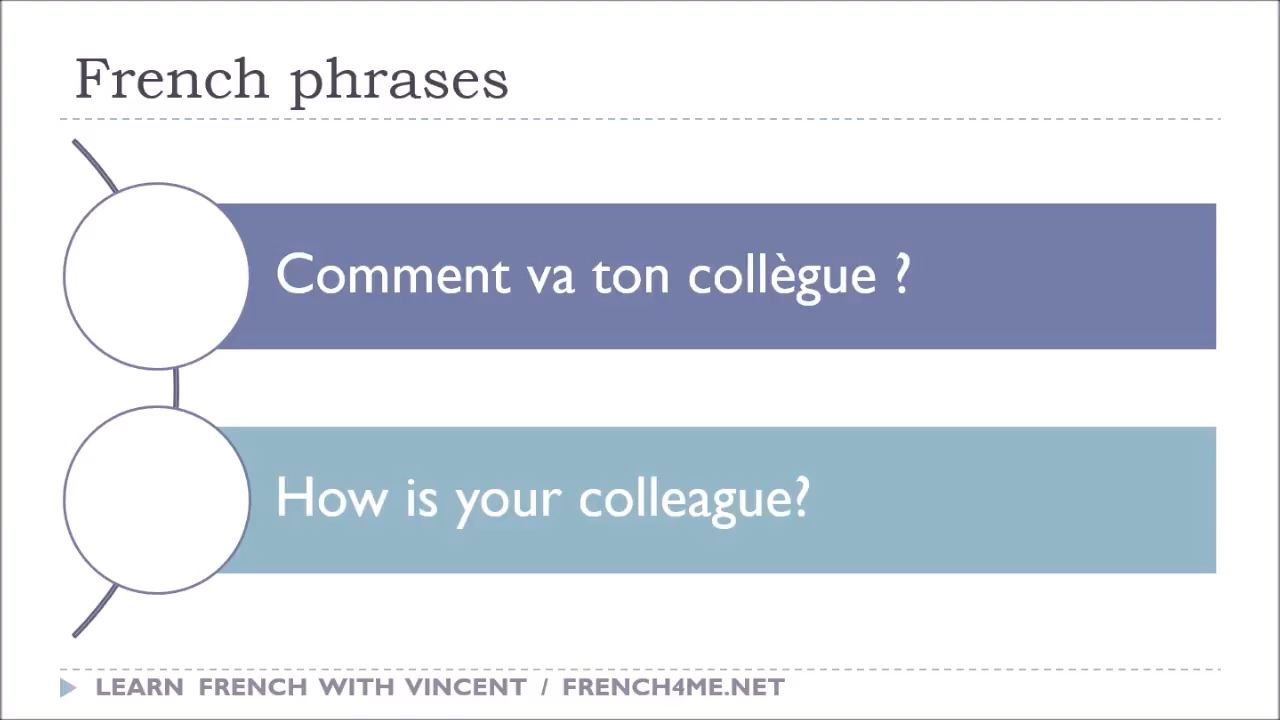 French phrases
Comment va ton collègue ?
How is your colleague?
LEARN FRENCH WITH VINCENT / FRENCH4ME.NET